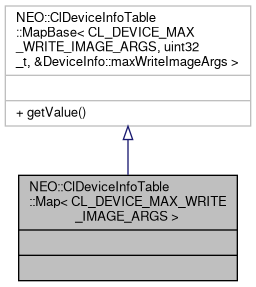 NEO::ClDeviceInfoTable
::MapBase< CL_DEVICE_MAX
_WRITE_IMAGE_ARGS, uint32
_t, &DeviceInfo::maxWriteImageArgs >
+ getValue()
NEO::ClDeviceInfoTable
::Map< CL_DEVICE_MAX_WRITE
_IMAGE_ARGS >